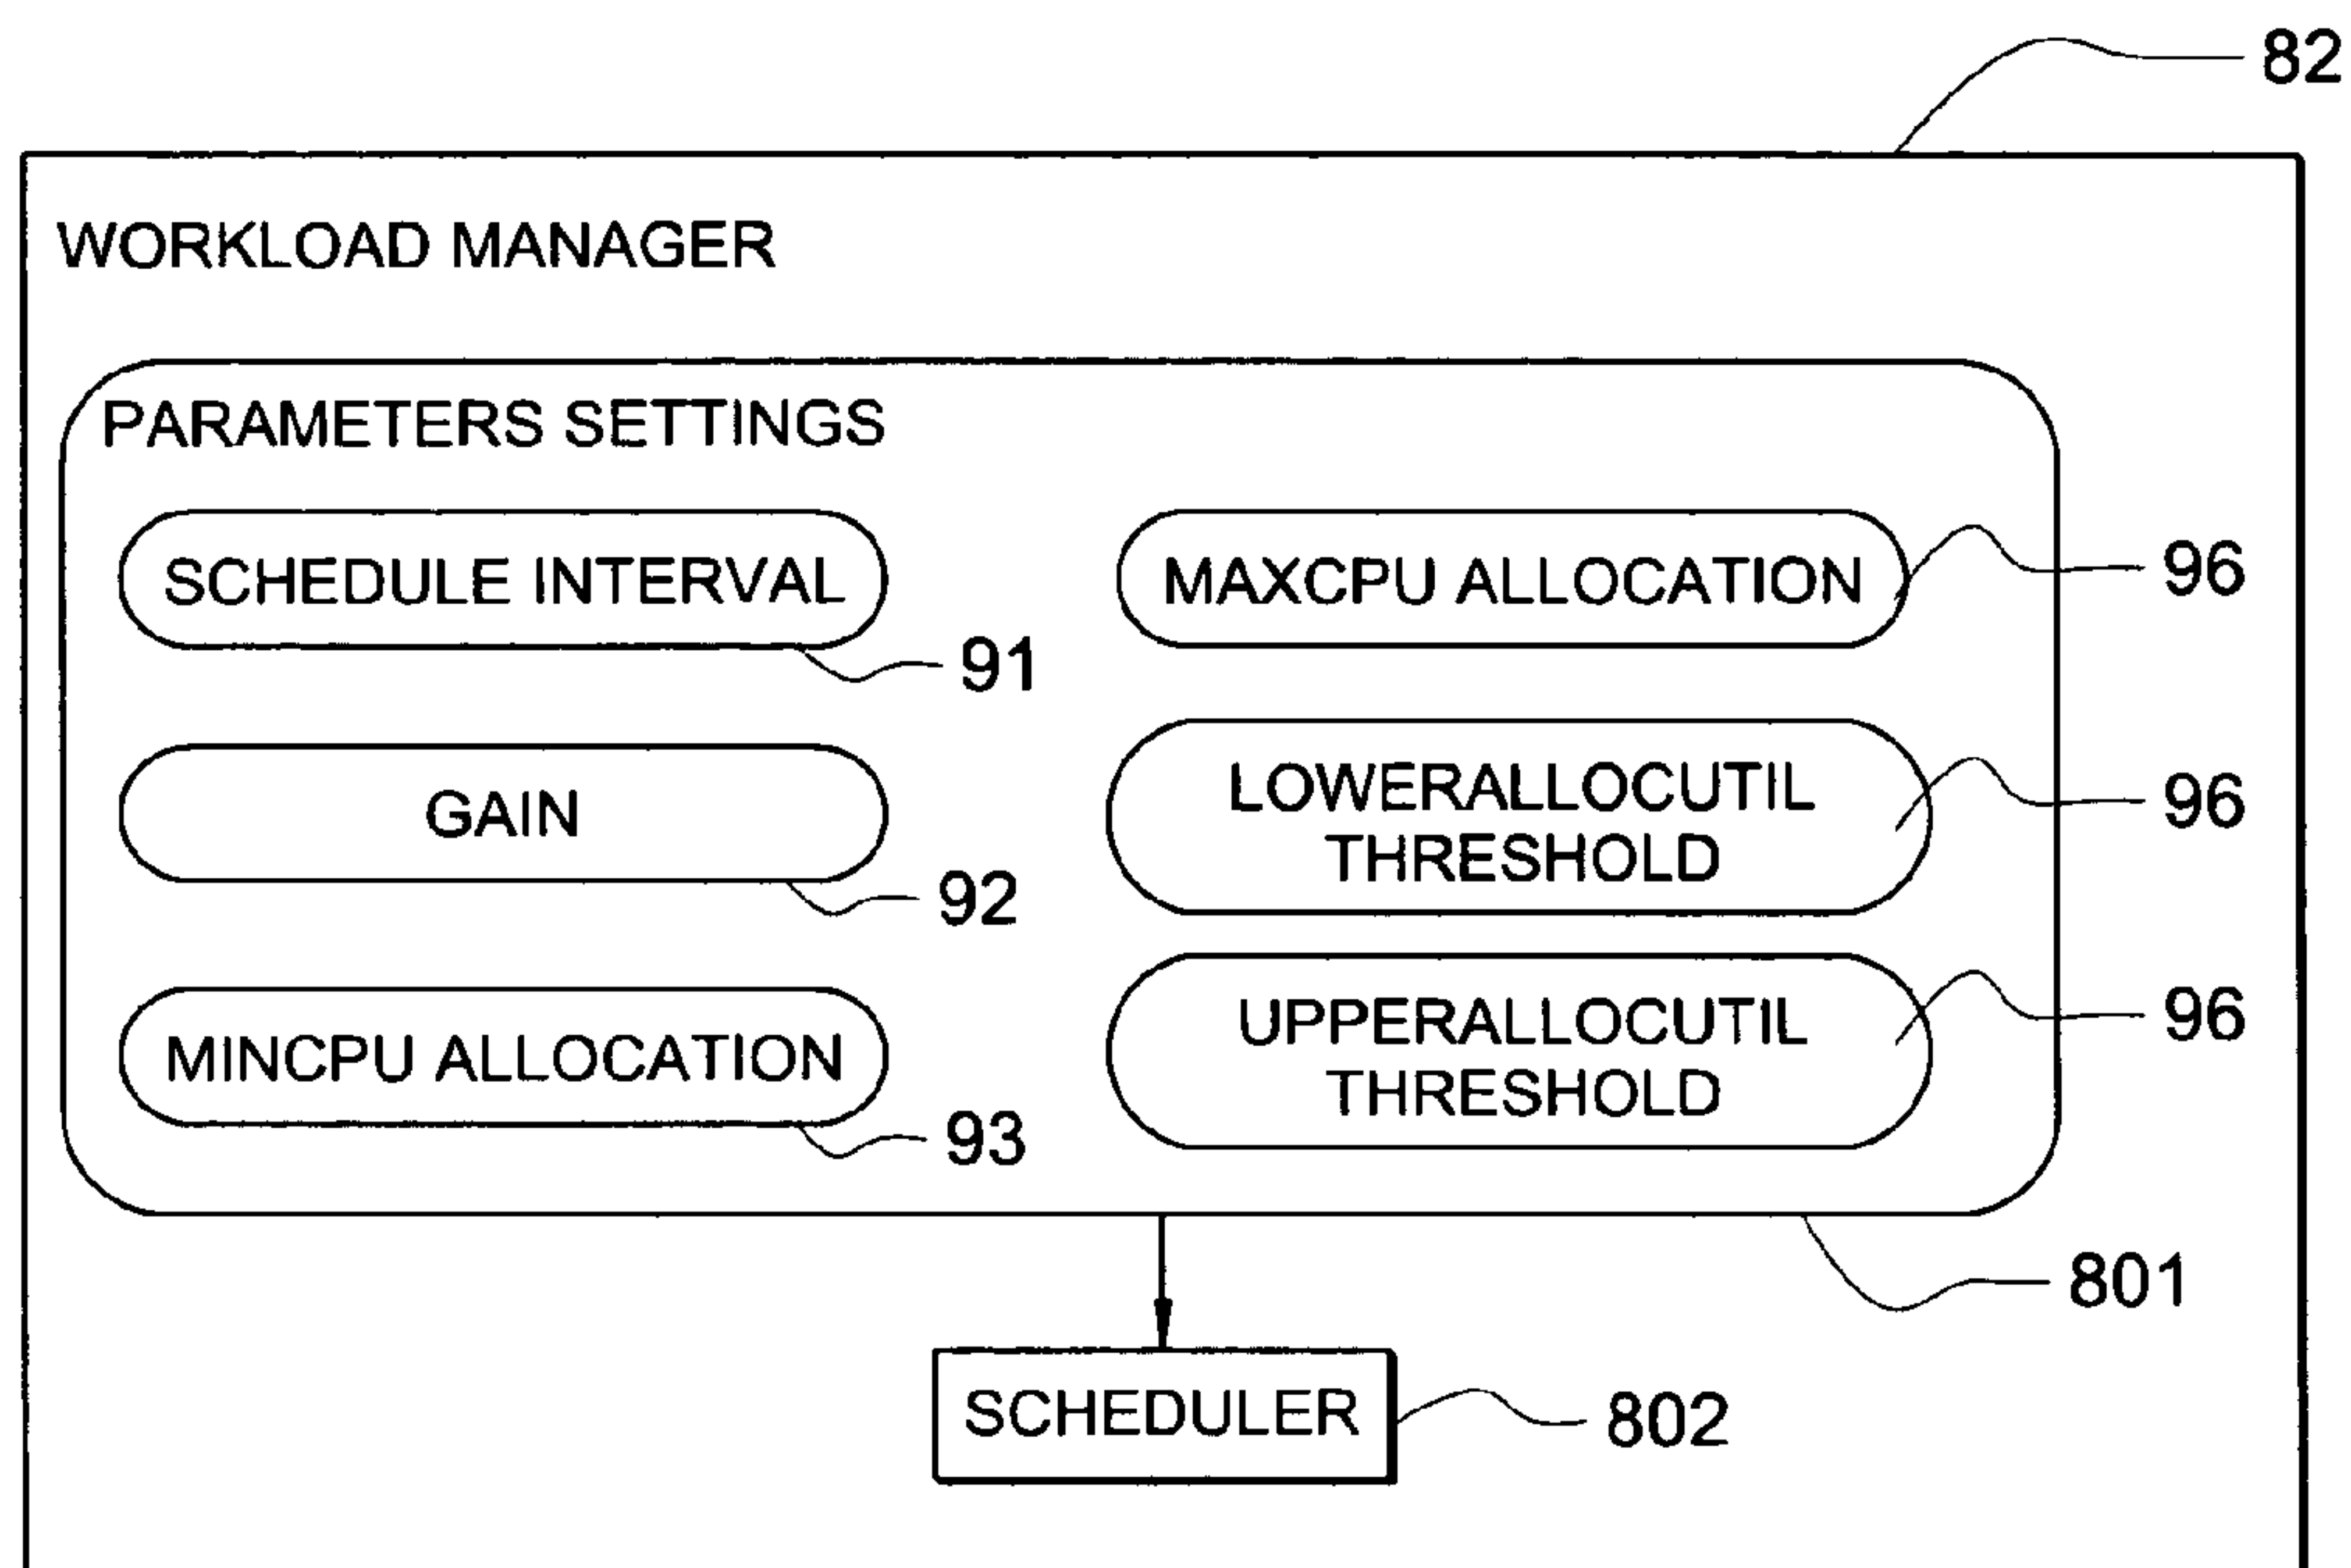 82
WORKLOAD MANAGER
PARAMETERS SETTINGS
SCHEDULE INTERVAL
91
MAXCPU ALLOCATION
96
GAIN
92
LOWERALLOCUTIL
THRESHOLD
96
MINCPU ALLOCATION
93
UPPERALLOCUTIL
THRESHOLD
96
801
SCHEDULER
802